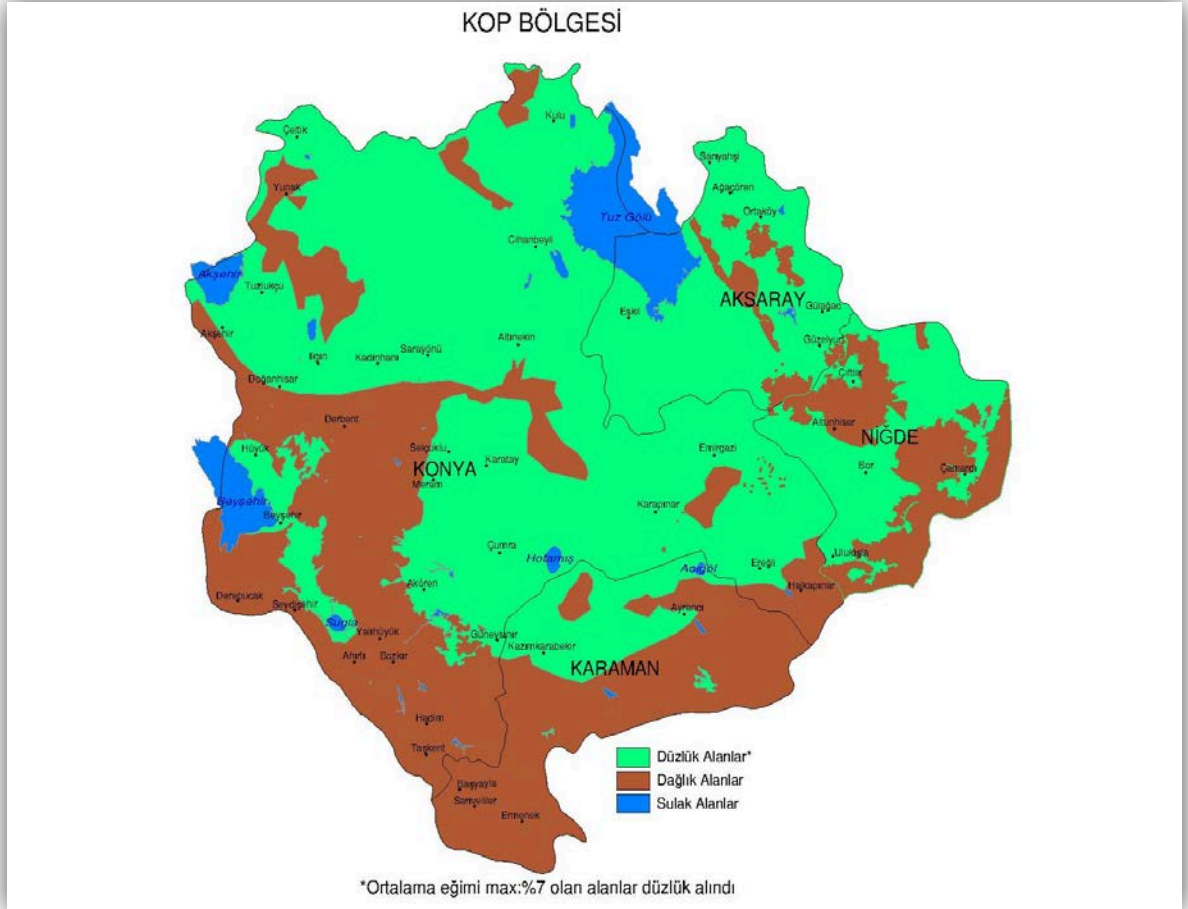 KOP BÖLGESİ
Kulu
Çeltik
Sarıyahşi
Yunak
Ağaçören
Ortaköy
Tuz Gölü
Cihanbeyli
Akşehir
Tuzlukçu
AKSARAY
Gülağaç
Eskil
Akşehir
Altınekin
Güzelyurt
Sarayönü
Ilgın
Kadınhanı
Doğanhisar
Çiftlik
Derbent
Altunhisar
NİĞDE
Hüyük
Selçuklu
Emirgazi
Karatay
KONYA
Bor
Çamardı
Meram
Beyşehir
Karapınar
Beyşehir
Çumra
Hotamış
Ulukışla
Acıgöl
Ereğli
Akören
Halkapınar
Derebucak
Seydişehir
Ayrancı
Suğla
Yalıhüyük
Güneysınır
Kazımkarabekir
Ahırlı
Bozkır
KARAMAN
Hadim
Taşkent
Düzlük Alanlar*
Dağlık Alanlar
Başyayla
Sulak Alanlar
Sarıveliler
Ermenek
*Ortalama eğimi max:%7 olan alanlar düzlük alındı